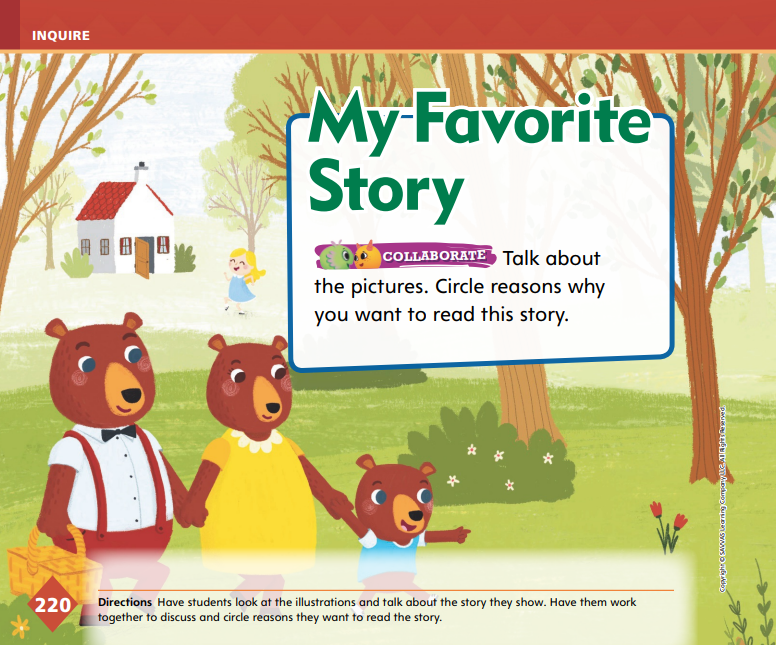 INQUIRE
My Favorite
Story
COLLABORATE Talk about
the pictures. Circle reasons why
you want to read this story.
Copyright © SAVVAS Learning Company LLC. All Rights Reserved.
220
Directions Have students look at the illustrations and talk about the story they show. Have them work
together to discuss and circle reasons they want to read the story.